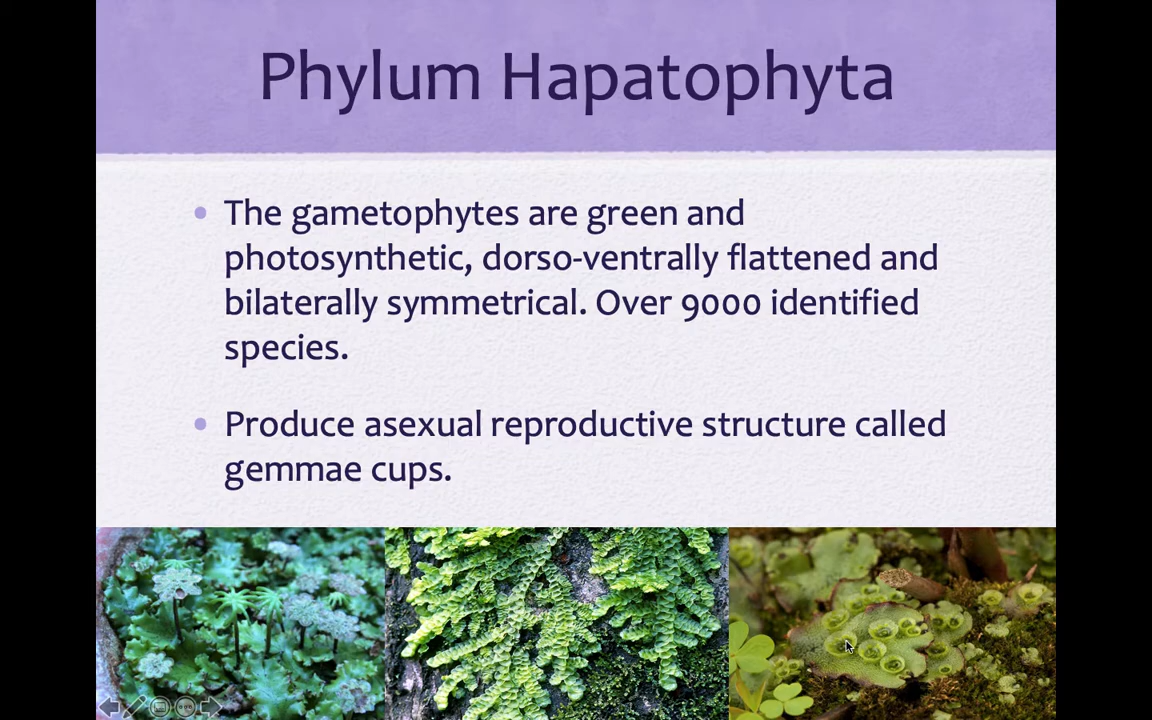 Phylum Hapatophyta
• The gametophytes are green and
photosynthetic, dorso-ventrally flattened and
bilaterally symmetrical. Over 9000 identified
species.
• Produce asexual reproductive structure called
gemmae cups.